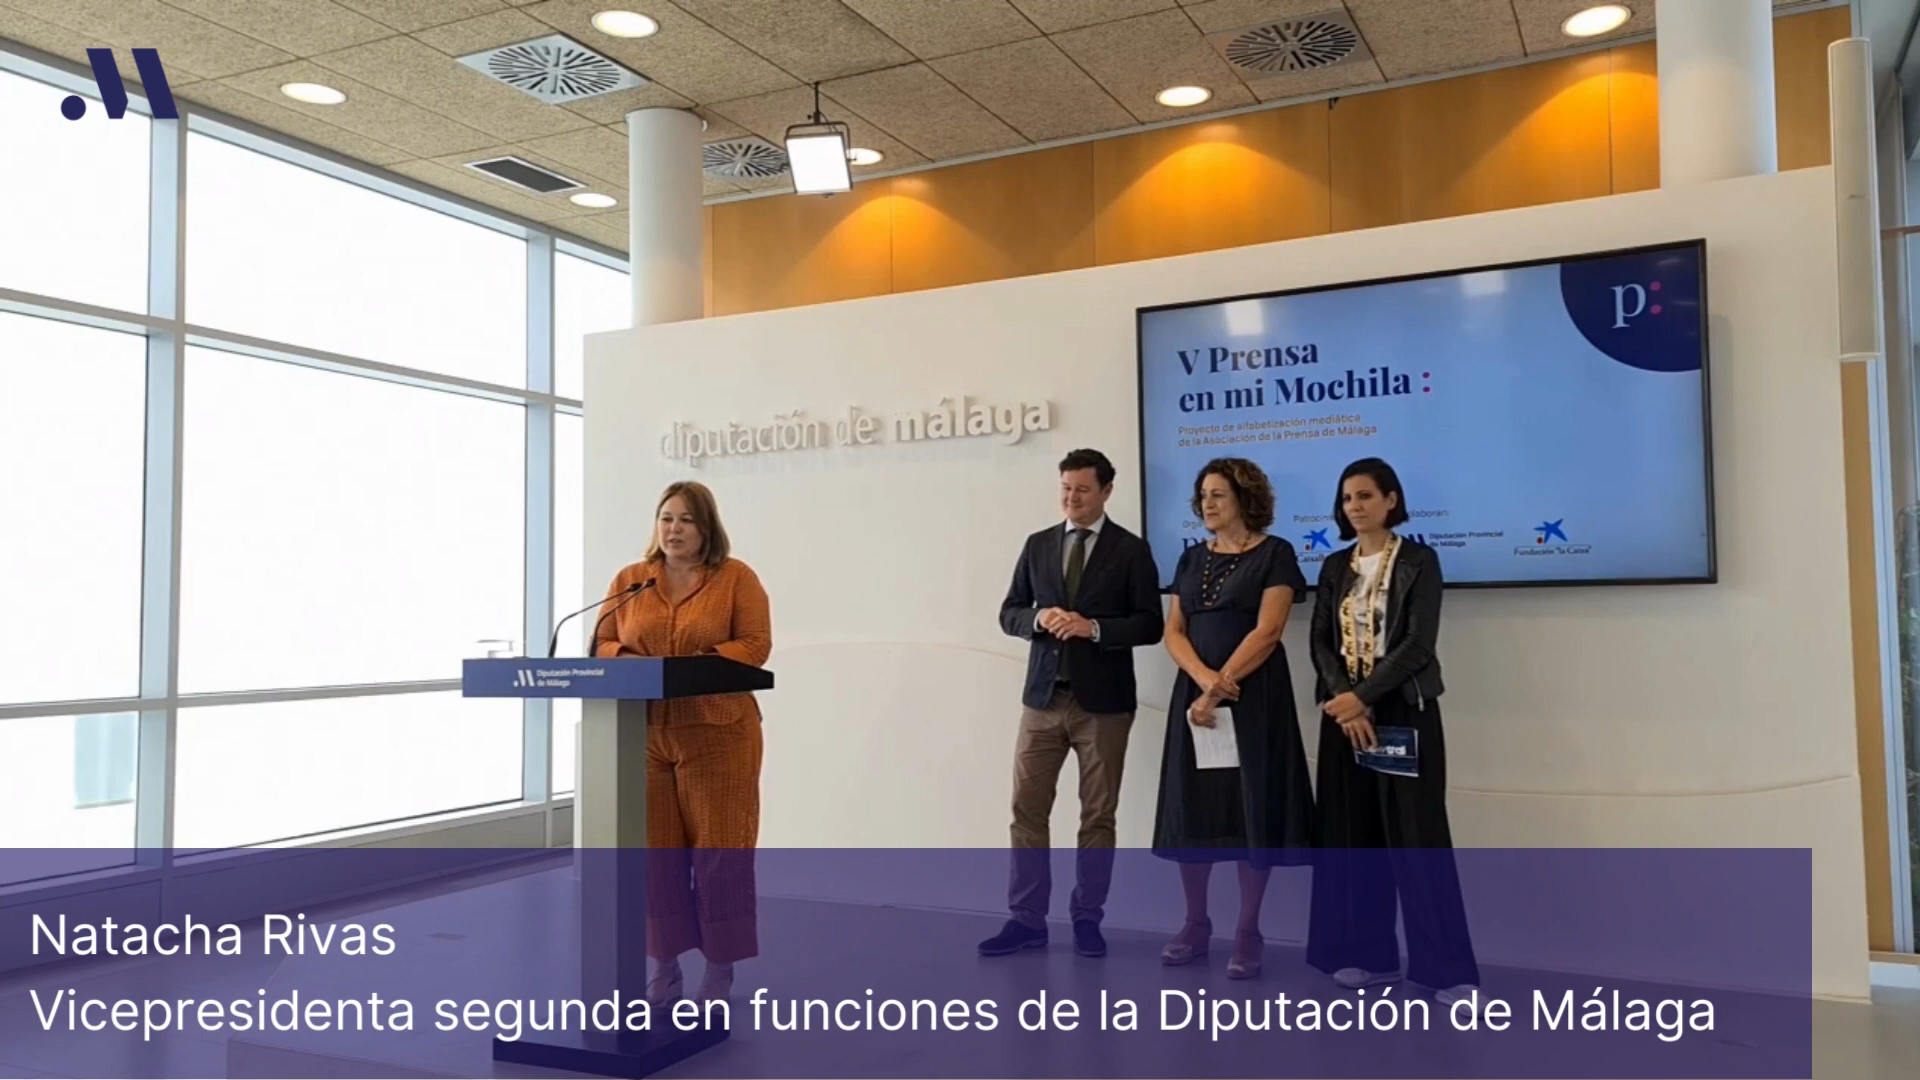 diputación de málaga
p:
V Prensa
en mi Mochila :
Proyecto de alfabetización mediática
de la Asociación de la Prensa de Málaga
Diputación Provincial
de Málaga
Fundación "la Caixa"
Diputación Provincial
de Málaga
Natacha Rivas
Vicepresidenta segunda en funciones de la Diputación de Málaga